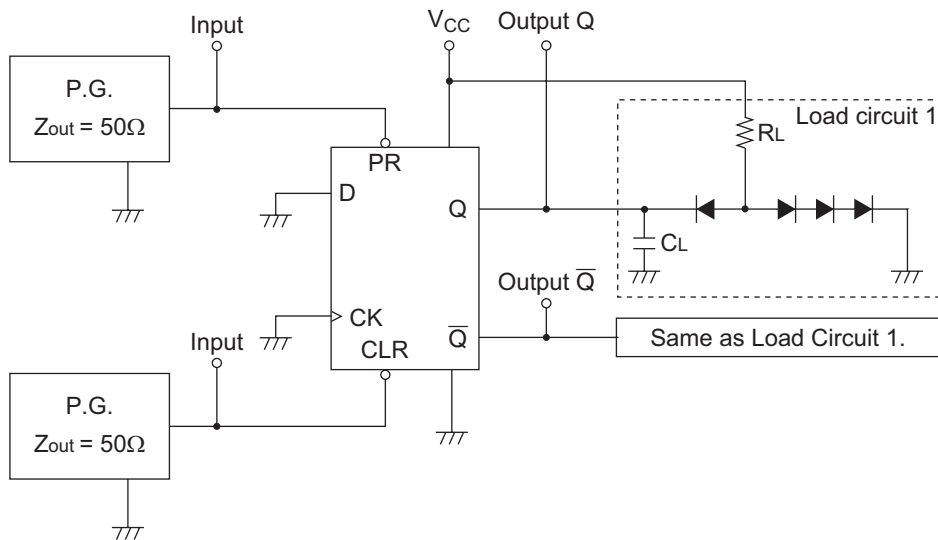 Input
V_CC
Output Q
P.G.
Zout = 50Ω
Load circuit 1
RL
PR
D
Q
CL
Output Q̅
CK
Input
CLR
Q̅
Same as Load Circuit 1.
P.G.
Zout = 50Ω